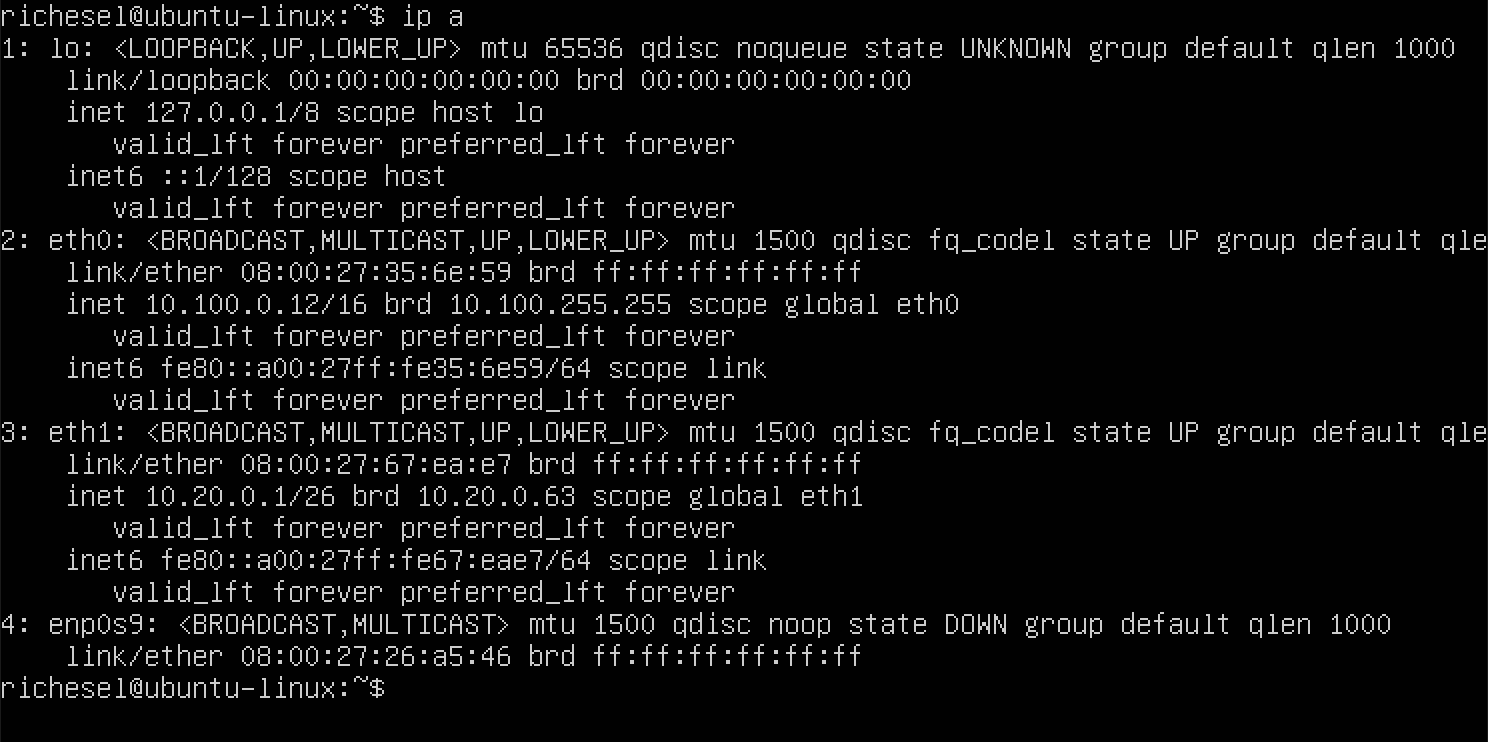 richesel@ubuntu-linux:~$ ip a
1: lo: <LOOPBACK,UP,LOWER_UP> mtu 65536 qdisc noqueue state UNKNOWN group default qlen 1000
    link/loopback 00:00:00:00:00:00 brd 00:00:00:00:00:00
    inet 127.0.0.1/8 scope host lo
       valid_lft forever preferred_lft forever
    inet6 ::1/128 scope host
       valid_lft forever preferred_lft forever
2: eth0: <BROADCAST,MULTICAST,UP,LOWER_UP> mtu 1500 qdisc fq_codel state UP group default qle
    link/ether 08:00:27:35:6e:59 brd ff:ff:ff:ff:ff:ff
    inet 10.100.0.12/16 brd 10.100.255.255 scope global eth0
       valid_lft forever preferred_lft forever
    inet6 fe80::a00:27ff:fe35:6e59/64 scope link
       valid_lft forever preferred_lft forever
3: eth1: <BROADCAST,MULTICAST,UP,LOWER_UP> mtu 1500 qdisc fq_codel state UP group default qle
    link/ether 08:00:27:67:ea:e7 brd ff:ff:ff:ff:ff:ff
    inet 10.20.0.1/26 brd 10.20.0.63 scope global eth1
       valid_lft forever preferred_lft forever
    inet6 fe80::a00:27ff:fe67:eae7/64 scope link
       valid_lft forever preferred_lft forever
4: enp0s9: <BROADCAST,MULTICAST> mtu 1500 qdisc noop state DOWN group default qlen 1000
    link/ether 08:00:27:26:a5:46 brd ff:ff:ff:ff:ff:ff
richesel@ubuntu-linux:~$